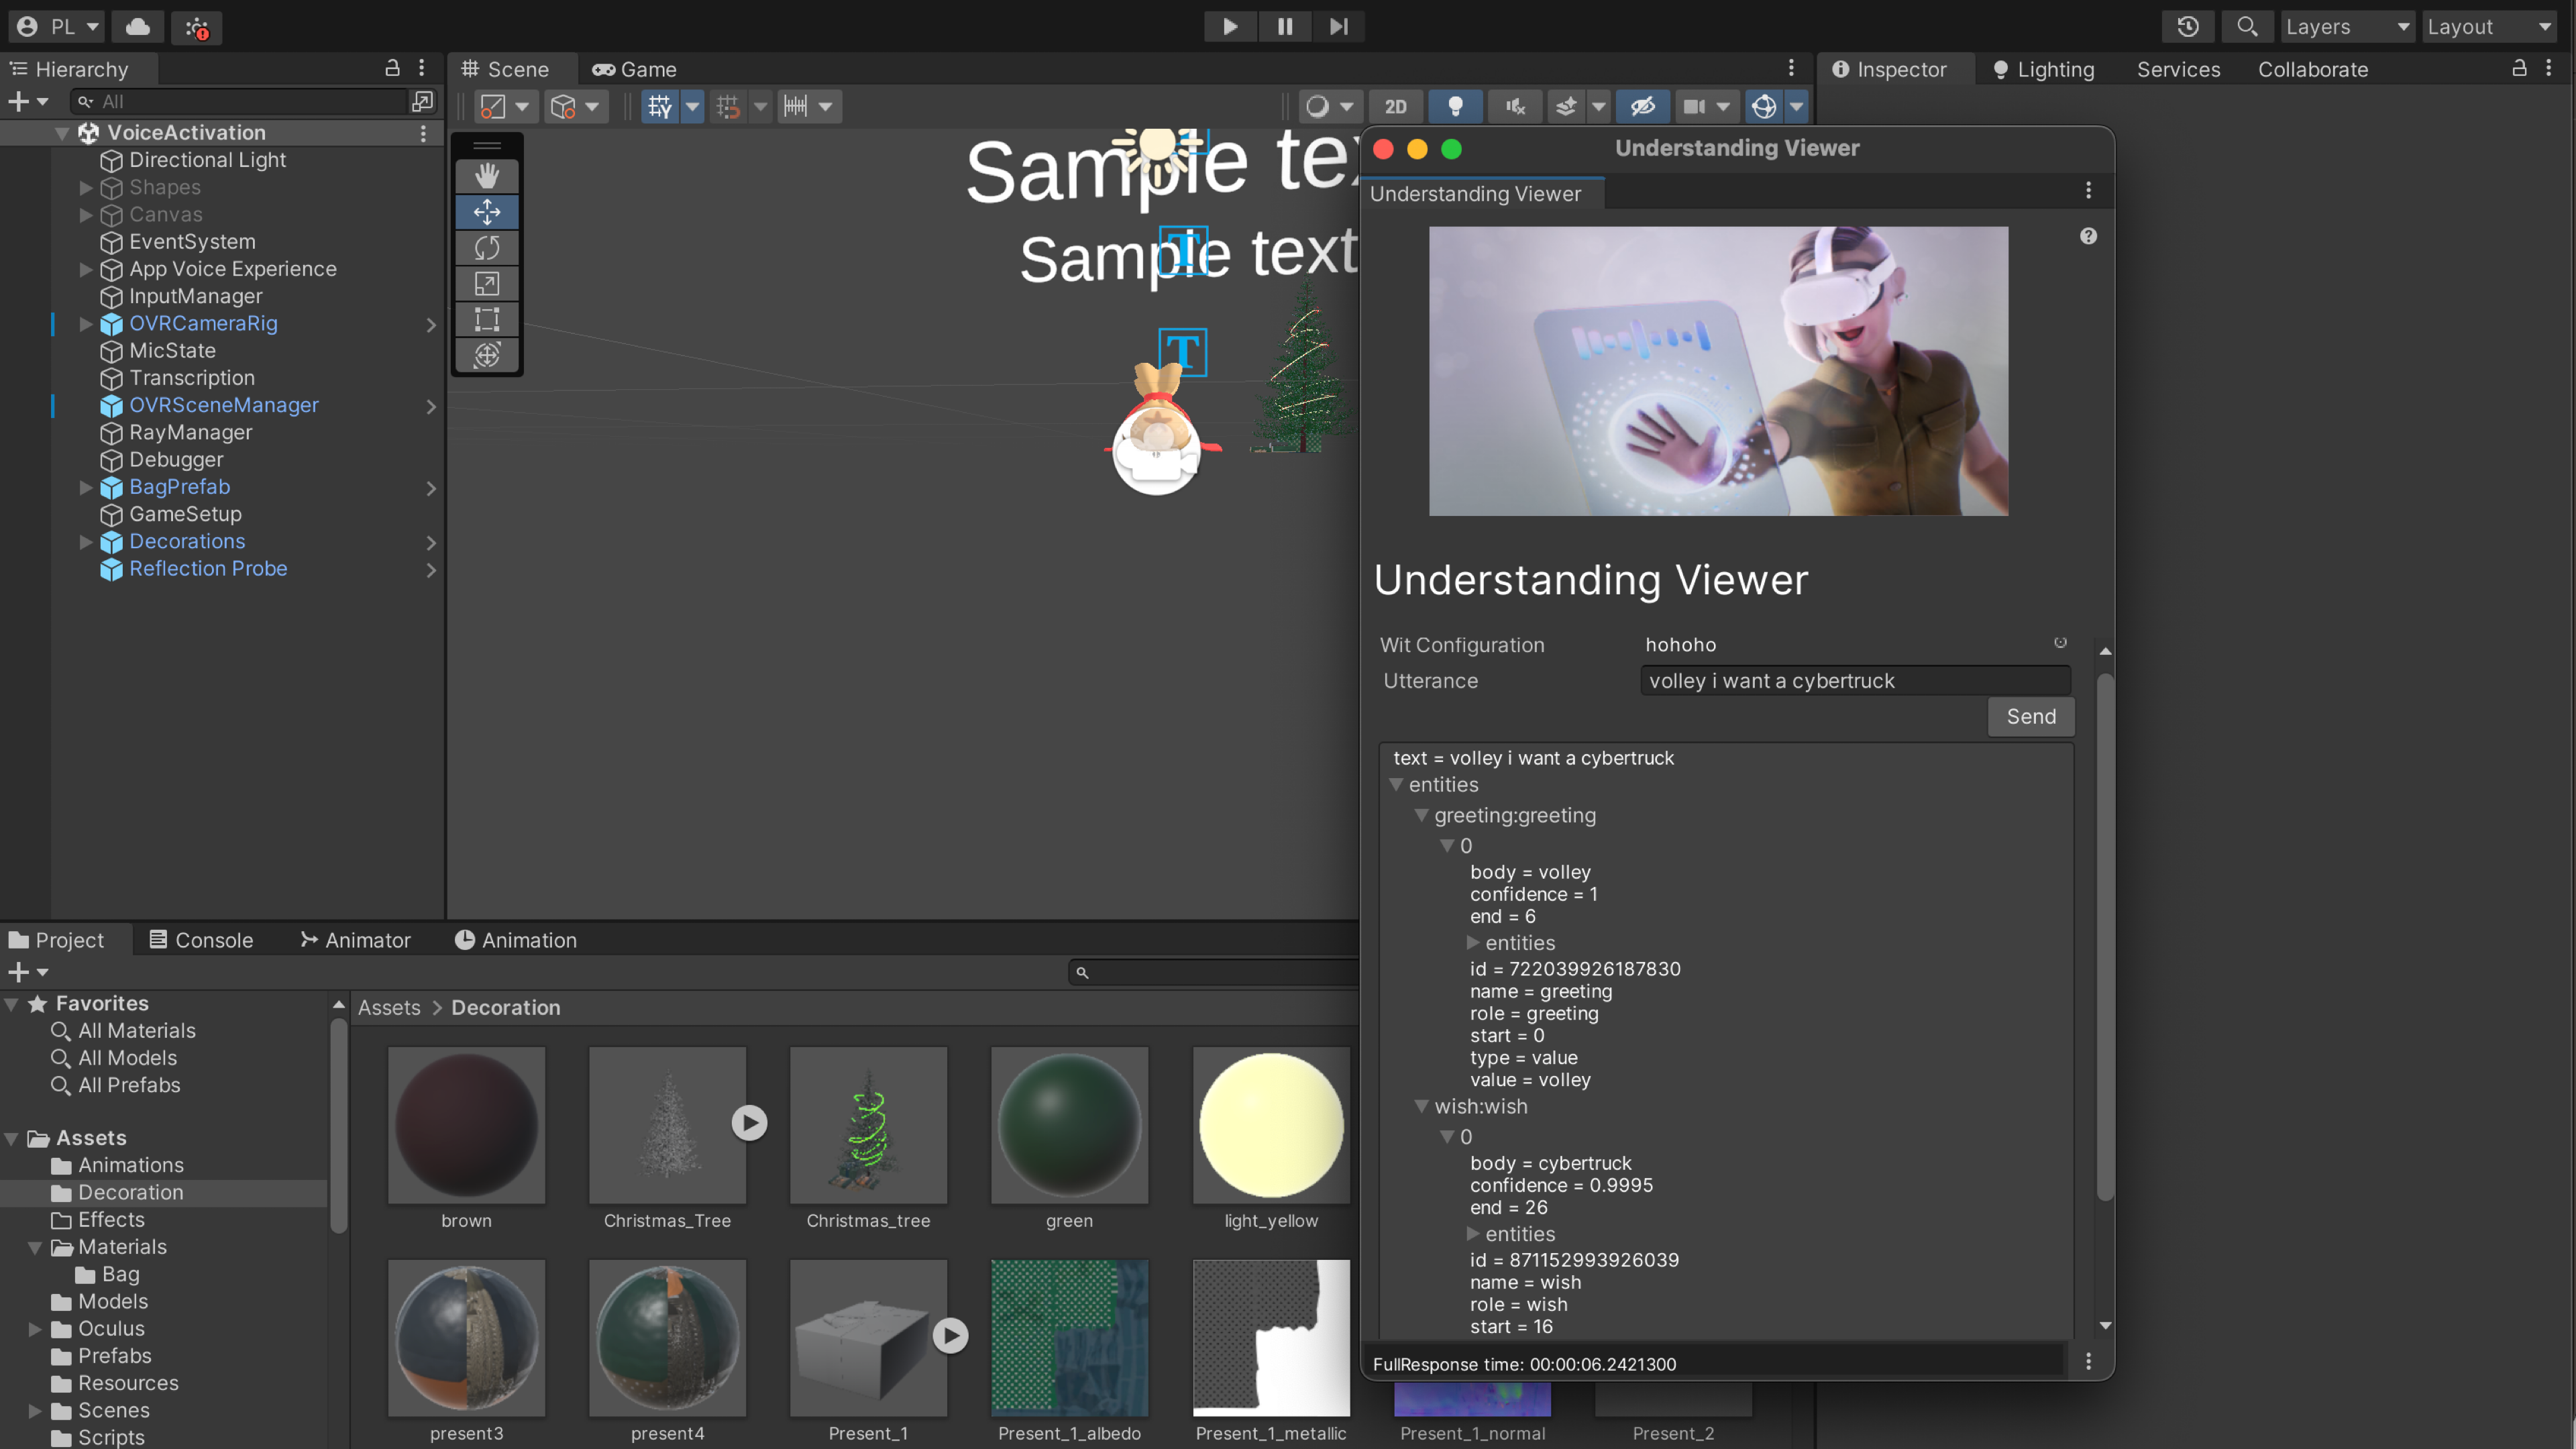 PL
Layers
Layout
Hierarchy
All
VoiceActivation
Directional Light
Shapes
Canvas
EventSystem
App Voice Experience
InputManager
OVRCameraRig
MicState
Transcription
OVRSceneManager
RayManager
Debugger
BagPrefab
GameSetup
Decorations
Reflection Probe
Scene
Game
2D
Sample
Sample text
T
T
Inspector
Lighting
Services
Collaborate
Understanding Viewer
Understanding Viewer
Understanding Viewer
Wit Configuration
hohoho
Utterance
volley i want a cybertruck
Send
text = volley i want a cybertruck
entities
greeting:greeting
0
body = volley
confidence = 1
end = 6
entities
id = 722039926187830
name = greeting
role = greeting
start = 0
type = value
value = volley
wish:wish
0
body = cybertruck
confidence = 0.9995
end = 26
entities
id = 871152993926039
name = wish
role = wish
start = 16
FullResponse time: 00:00:06.2421300
Project
Console
Animator
Animation
Favorites
All Materials
All Models
All Prefabs
Assets
Animations
Decoration
Effects
Materials
Bag
Models
Oculus
Prefabs
Resources
Scenes
Scripts
Assets > Decoration
brown
Christmas_Tree
Christmas_tree
green
light_yellow
present3
present4
Present_1
Present_1_albedo
Present_1_metallic
Present_1_normal
Present_2